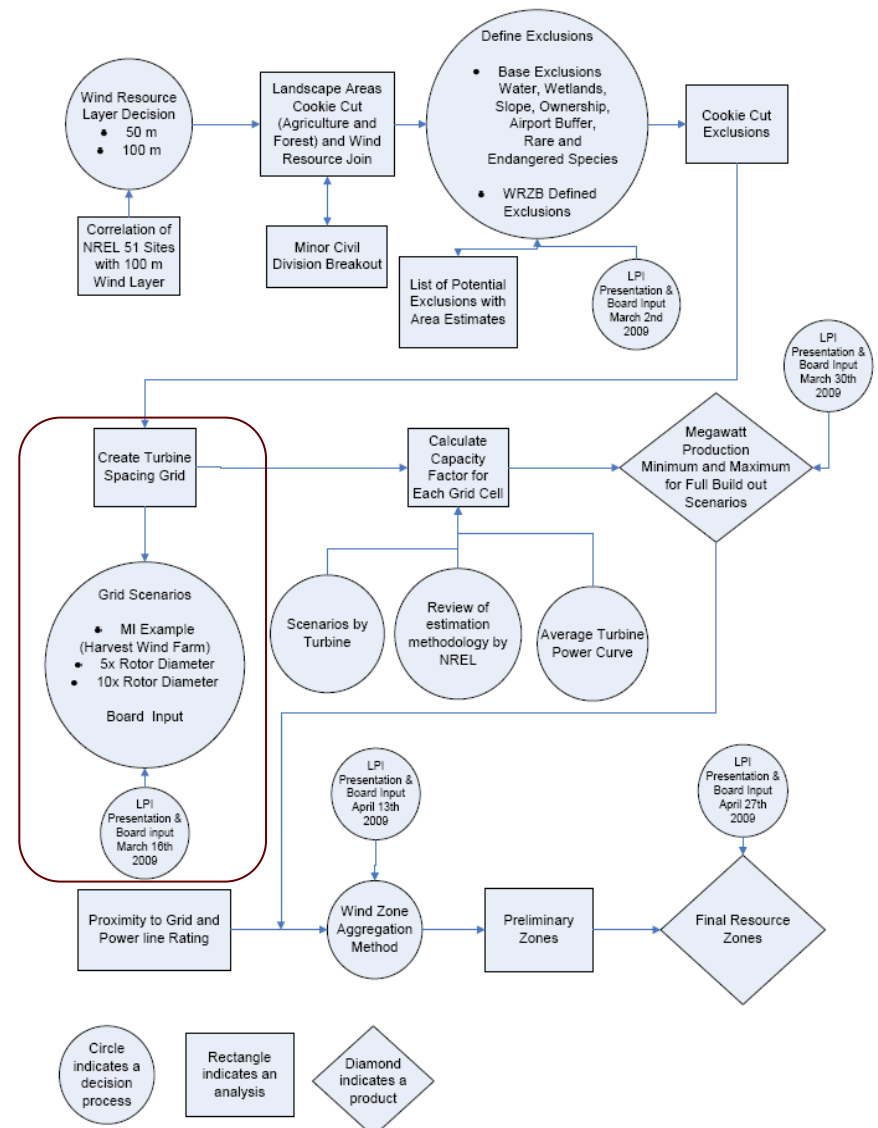 Wind Resource
Layer Decision
● 50 m
● 100 m
Correlation of
NREL 51 Sites
with 100 m
Wind Layer
Landscape Areas
Cookie Cut
(Agriculture and
Forest) and Wind
Resource Join
Minor Civil
Division Breakout
Define Exclusions
● Base Exclusions
Water, Wetlands,
Slope, Ownership,
Airport Buffer,
Rare and
Endangered Species
● WRZB Defined
Exclusions
Cookie Cut
Exclusions
List of Potential
Exclusions with
Area Estimates
LPI
Presentation &
Board Input
March 2nd
2009
LPI
Presentation &
Board Input
March 30th
2009
Create Turbine
Spacing Grid
Calculate
Capacity
Factor for
Each Grid Cell
Megawatt
Production
Minimum and Maximum
for Full Build out
Scenarios
Grid Scenarios
● MI Example
(Harvest Wind Farm)
● 5x Rotor Diameter
● 10x Rotor Diameter
Board Input
Scenarios by
Turbine
Review of
estimation
methodology by
NREL
Average Turbine
Power Curve
LPI
Presentation &
Board input
March 16th
2009
LPI
Presentation &
Board Input
April 13th
2009
LPI
Presentation &
Board Input
April 27th
2009
Proximity to Grid and
Power line Rating
Wind Zone
Aggregation
Method
Preliminary
Zones
Final Resource
Zones
Circle
indicates a
decision
process
Rectangle
indicates an
analysis
Diamond
indicates a
product